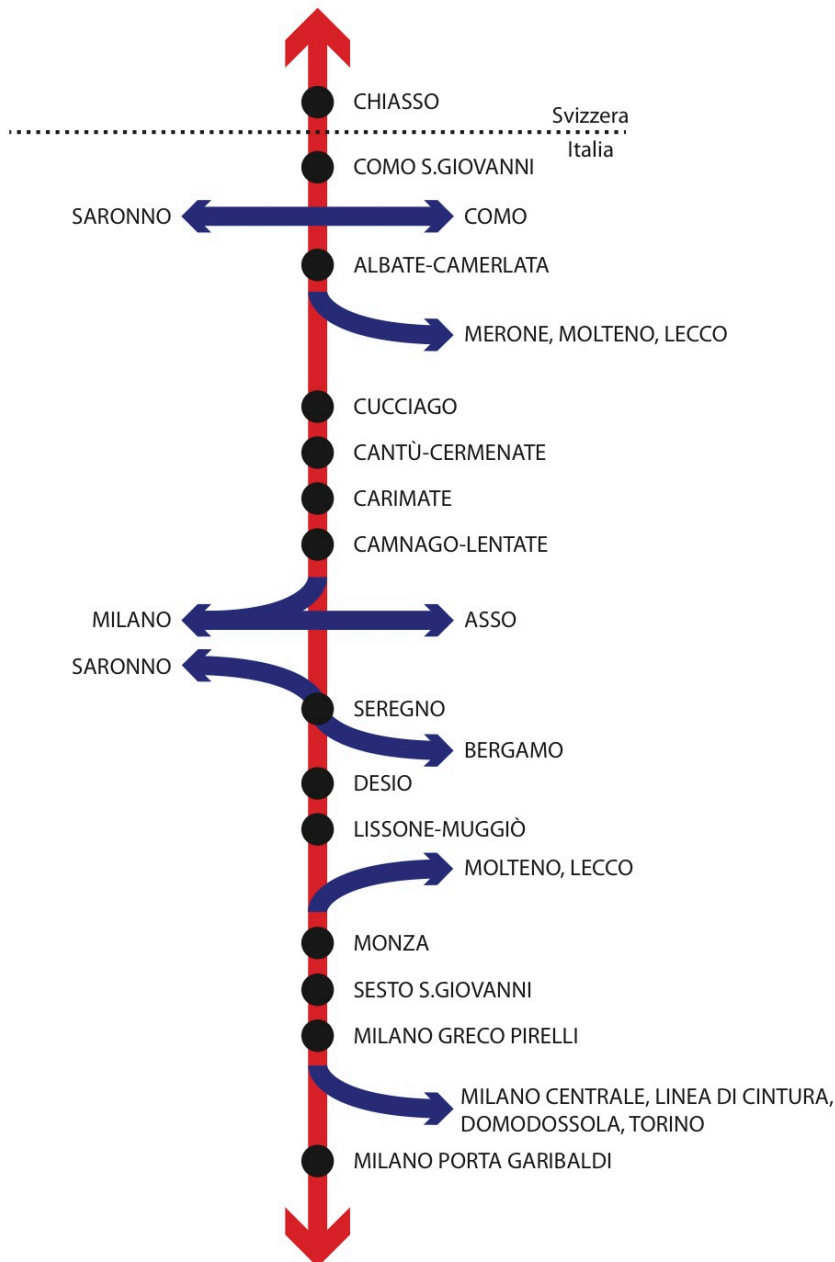 CHIASSO
Svizzera
Italia
COMO S.GIOVANNI
SARONNO
COMO
ALBATE-CAMERLATA
MERONE, MOLTENO, LECCO
CUCCIAGO
CANTÙ-CERMENATE
CARIMATE
CAMNAGO-LENTATE
MILANO
ASSO
SARONNO
SEREGNO
BERGAMO
DESIO
LISSONE-MUGGIÒ
MOLTENO, LECCO
MONZA
SESTO S.GIOVANNI
MILANO GRECO PIRELLI
MILANO CENTRALE, LINEA DI CINTURA,
DOMODOSSOLA, TORINO
MILANO PORTA GARIBALDI